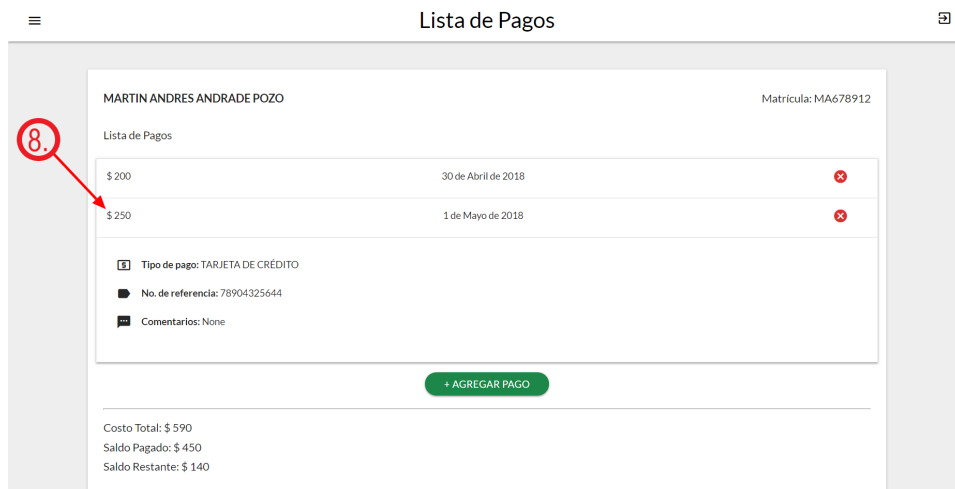 Lista de Pagos
MARTIN ANDRES ANDRADE POZO
Matrícula: MA678912
Lista de Pagos
8.
$ 200 30 de Abril de 2018
$ 250 1 de Mayo de 2018
Tipo de pago: TARJETA DE CRÉDITO
No. de referencia: 78904325644
Comentarios: None
+ AGREGAR PAGO
Costo Total: $ 590
Saldo Pagado: $ 450
Saldo Restante: $ 140